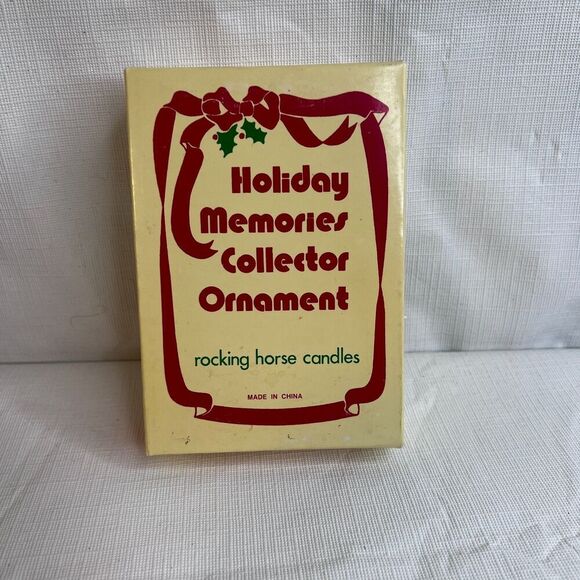 Holiday
Memories
Collector
Ornament
rocking horse candles
MADE IN CHINA